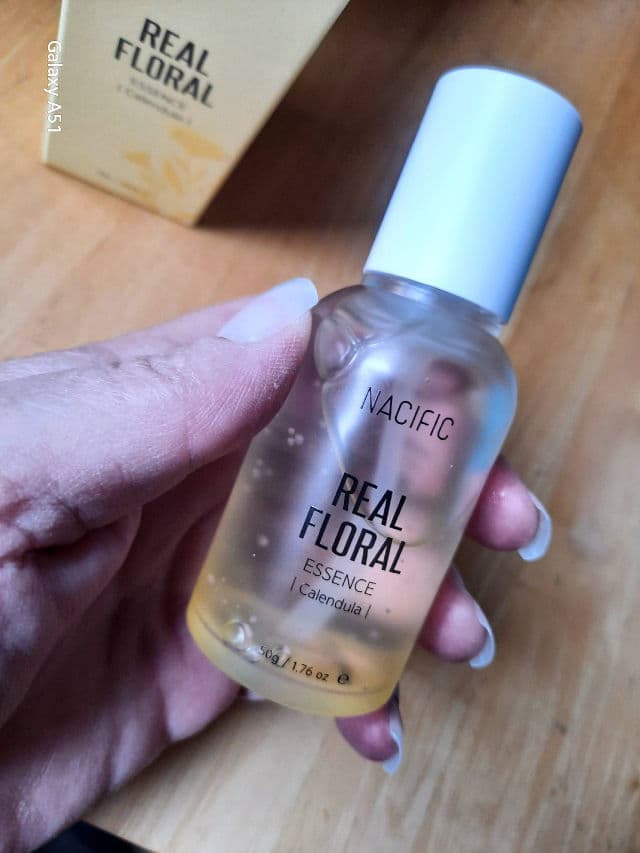 REAL
FLORAL
ESSENCE
| Calendula |
Galaxy A51
NACIFIC
REAL
FLORAL
ESSENCE
| Calendula |
50g / 1.76 oz ℮